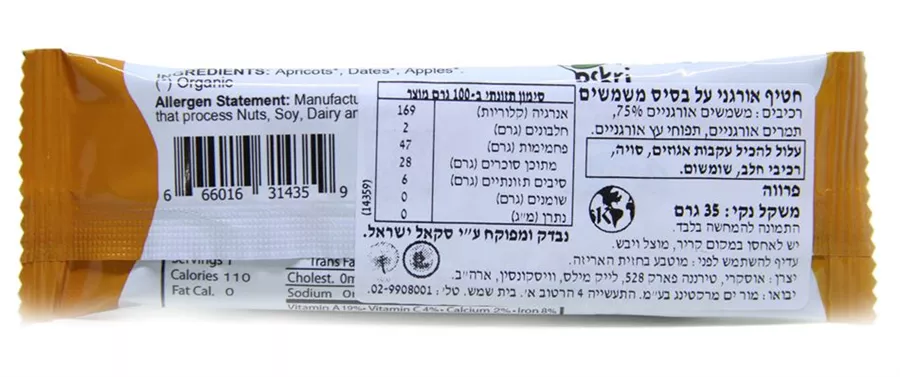 INGREDIENTS: Apricots*, Dates*, Apples*.
(*) Organic
Allergen Statement: Manufactu
that process Nuts, Soy, Dairy an
6 66016 31435 9
Servings 1
Calories 110
Fat Cal. 0
Trans Fa
Cholest. 0m
Sodium 0
Vitamin A 19% • Vitamin C 4% • Calcium 2% • Iron 8%
סימון תזונתי ב-100 גרם מוצר
אנרגיה (קלוריות) 169
חלבונים (גרם) 2
פחמימות (גרם) 47
מתוכן סוכרים (גרם) 28
סיבים תזונתיים (גרם) 6
שומנים (גרם) 0
נתרן (מ"ג) 0
(14359)
נבדק ומפוקח ע"י סקאל ישראל.
חטיף אורגני על בסיס משמשים
רכיבים: משמשים אורגניים 75%,
תמרים אורגניים, תפוחי עץ אורגניים.
עלול להכיל עקבות אגוזים, סויה,
רכיבי חלב, שומשום.
פרווה
משקל נקי: 35 גרם
התמונה להמחשה בלבד.
יש לאחסו במקום קריר, מוצל ויבש.
עדיף להשתמש לפני: מוטבע בחזית האריזה.
יצרן: אוסקרי, טירנה פארק 528, לייק מילס, וויסקונסין, ארה"ב.
יבואו: מור ים מרקטינג בע"מ. התעשייה 4 הרטוב א'. בית שמש. טל': 02-9908001.